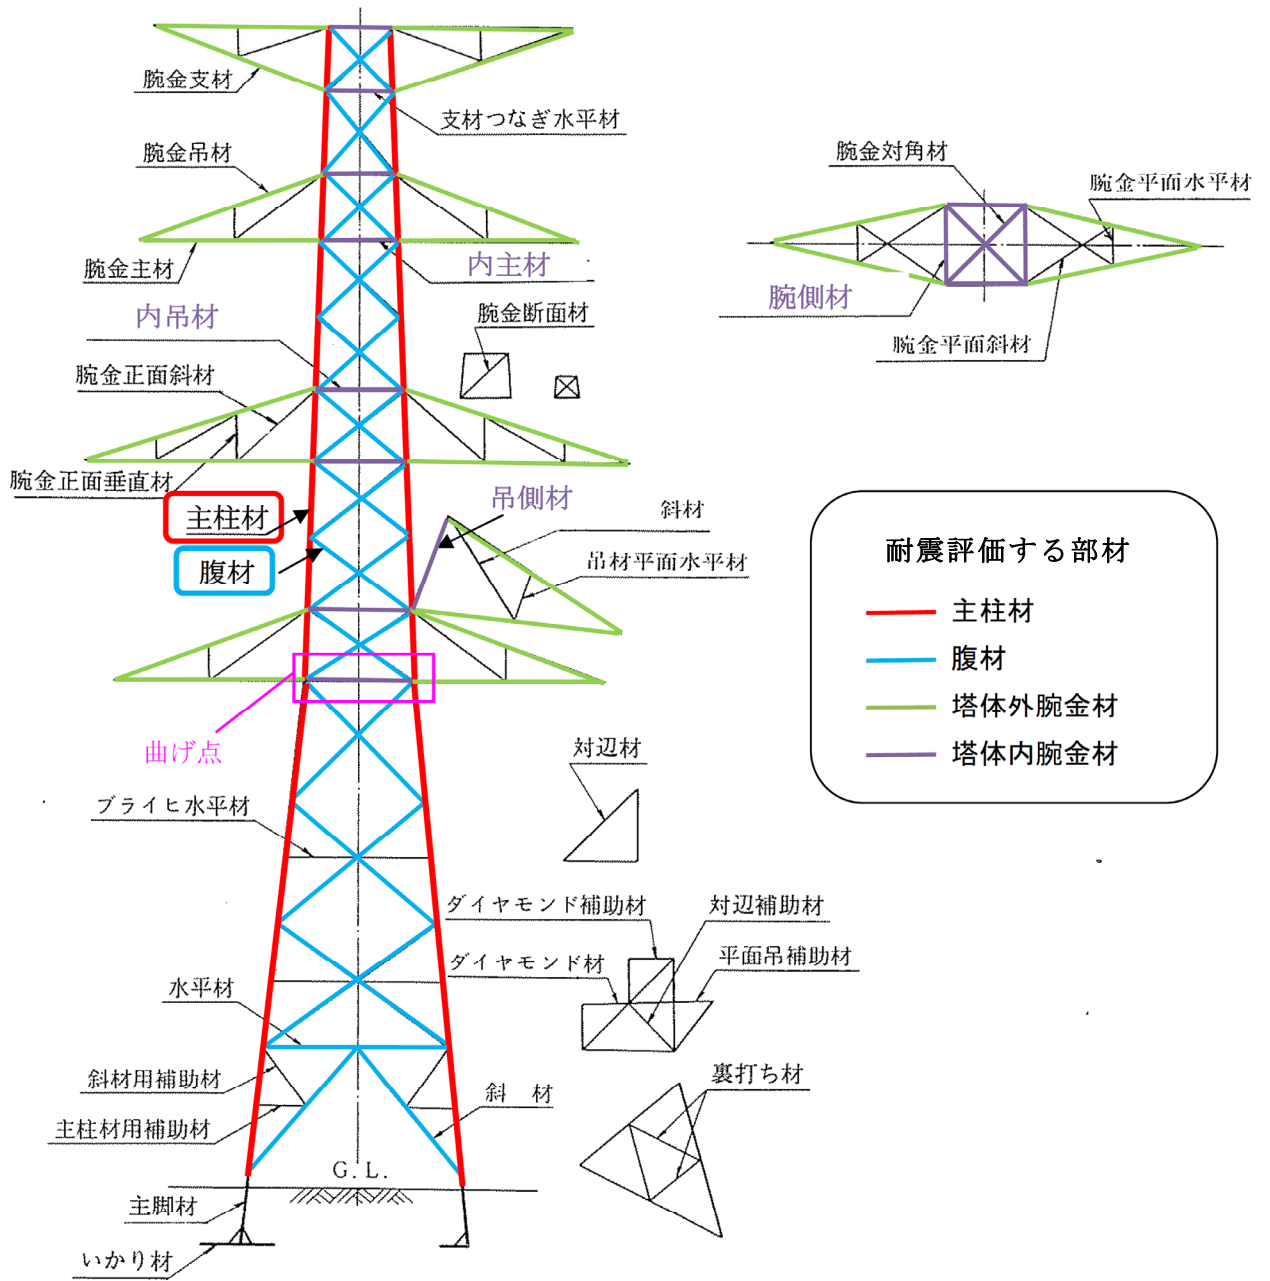 腕金支材
支材つなぎ水平材
腕金吊材
腕金対角材
腕金平面水平材
腕金主材
内主材
腕側材
内吊材
腕金断面材
腕金平面斜材
腕金正面斜材
腕金正面垂直材
吊側材
主柱材
斜材
腹材
吊材平面水平材
耐震評価する部材
主柱材
腹材
塔体外腕金材
塔体内腕金材
曲げ点
対辺材
ブライヒ水平材
ダイヤモンド補助材
対辺補助材
ダイヤモンド材
平面吊補助材
水平材
斜材用補助材
裏打ち材
斜 材
主柱材用補助材
G.L.
主脚材
いかり材